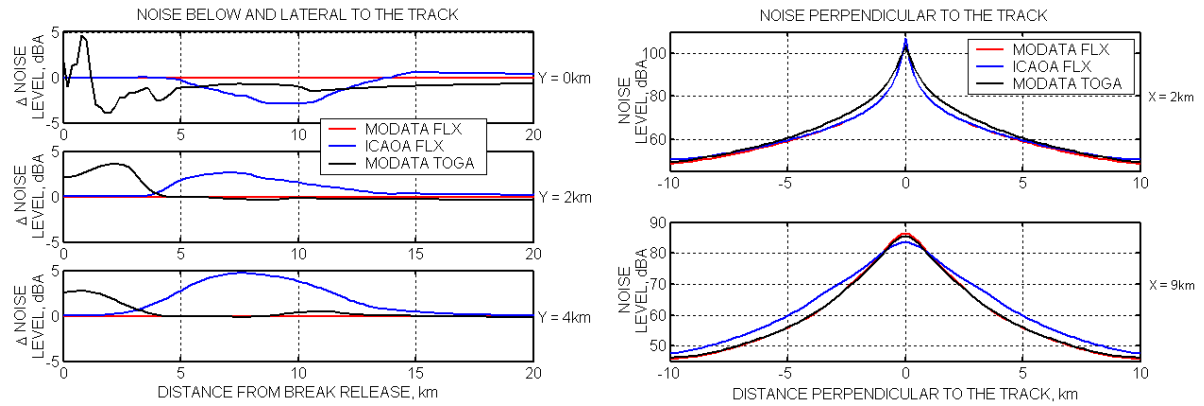 NOISE BELOW AND LATERAL TO THE TRACK
5
0
-5
Δ NOISE
LEVEL, dBA
0 5 10 15 20
Y = 0km
MODATA FLX
ICAOA FLX
MODATA TOGA
5
0
-5
Δ NOISE
LEVEL, dBA
0 5 10 15 20
Y = 2km
5
0
-5
Δ NOISE
LEVEL, dBA
0 5 10 15 20
Y = 4km
DISTANCE FROM BREAK RELEASE, km
NOISE PERPENDICULAR TO THE TRACK
100
80
60
NOISE
LEVEL, dBA
MODATA FLX
ICAOA FLX
MODATA TOGA
X = 2km
-10 -5 0 5 10
90
80
70
60
50
NOISE
LEVEL, dBA
X = 9km
-10 -5 0 5 10
DISTANCE PERPENDICULAR TO THE TRACK, km